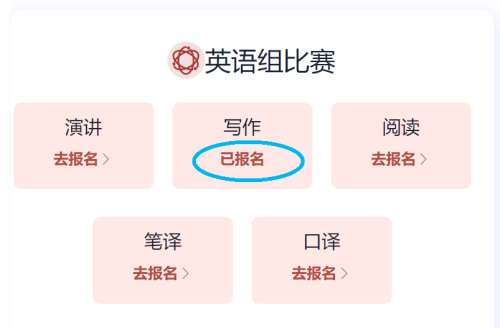 英语组比赛
演讲 写作 阅读
去报名 > 已报名 去报名 >
笔译 口译
去报名 > 去报名 >